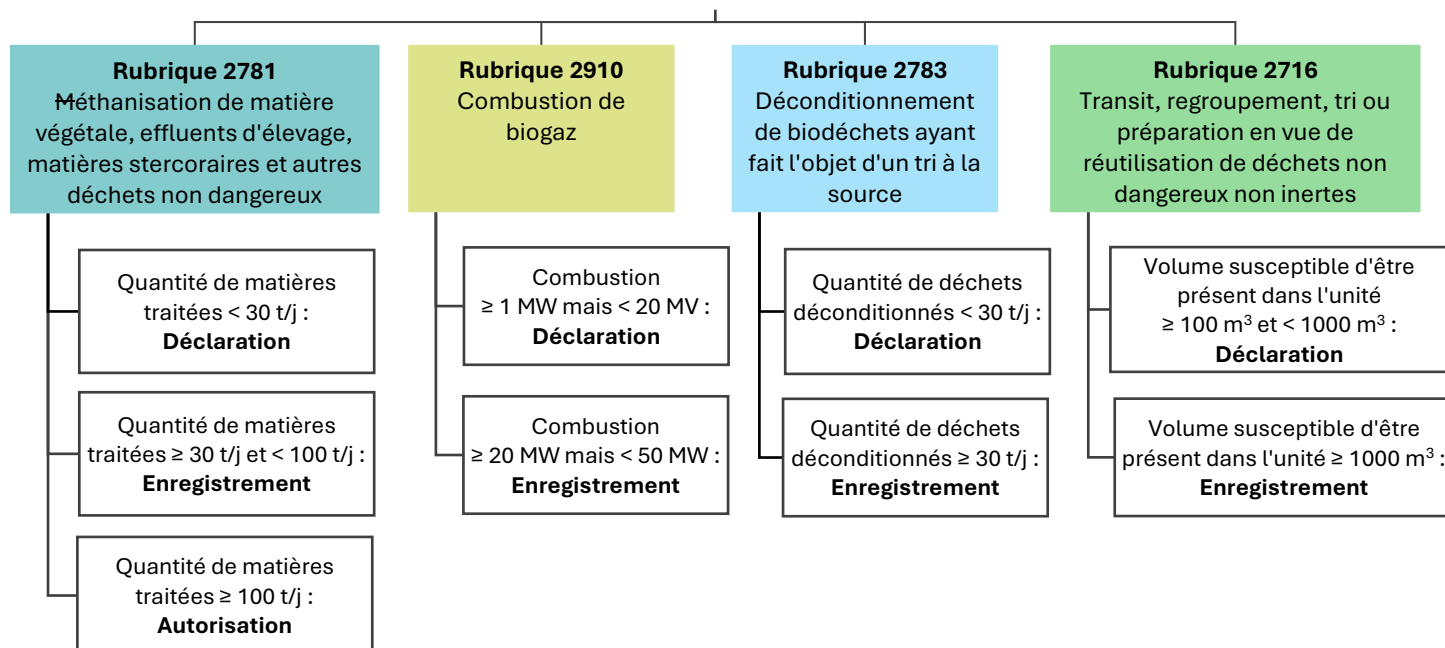 Rubrique 2781
Méthanisation de matière
végétale, effluents d'élevage,
matières stercoraires et autres
déchets non dangereux
Quantité de matières
traitées < 30 t/j :
Déclaration
Quantité de matières
traitées ≥ 30 t/j et < 100 t/j :
Enregistrement
Quantité de matières
traitées ≥ 100 t/j :
Autorisation
Rubrique 2910
Combustion de
biogaz
Combustion
≥ 1 MW mais < 20 MV :
Déclaration
Combustion
≥ 20 MW mais < 50 MW :
Enregistrement
Rubrique 2783
Déconditionnement
de biodéchets ayant
fait l'objet d'un tri à la
source
Quantité de déchets
déconditionnés < 30 t/j :
Déclaration
Quantité de déchets
déconditionnés ≥ 30 t/j :
Enregistrement
Rubrique 2716
Transit, regroupement, tri ou
préparation en vue de
réutilisation de déchets non
dangereux non inertes
Volume susceptible d'être
présent dans l'unité
≥ 100 m³ et < 1000 m³ :
Déclaration
Volume susceptible d'être
présent dans l'unité ≥ 1000 m³ :
Enregistrement